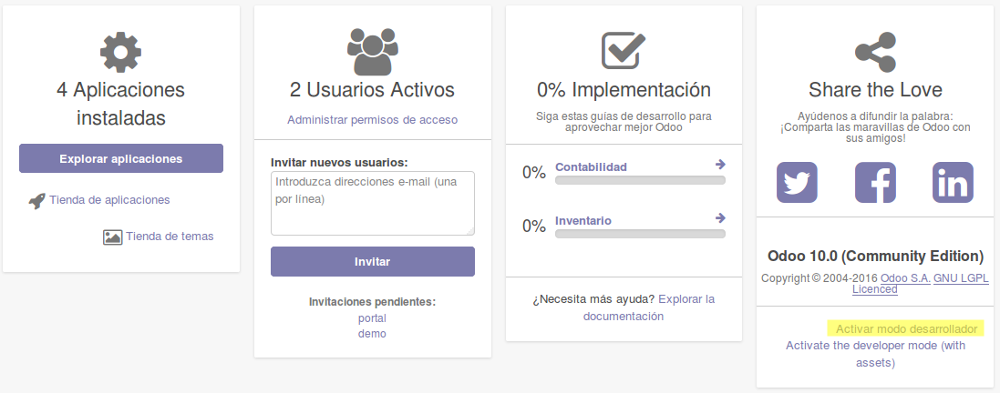 4 Aplicaciones
instaladas
Explorar aplicaciones
Tienda de aplicaciones
Tienda de temas
2 Usuarios Activos
Administrar permisos de acceso
Invitar nuevos usuarios:
Introduzca direcciones e-mail (una
por línea)
Invitar
Invitaciones pendientes:
portal
demo
0% Implementación
Siga estas guías de desarrollo para
aprovechar mejor Odoo
0% Contabilidad
0% Inventario
¿Necesita más ayuda? Explorar la
documentación
Share the Love
Ayúdenos a difundir la palabra:
¡Comparta las maravillas de Odoo con
sus amigos!
Odoo 10.0 (Community Edition)
Copyright © 2004-2016 Odoo S.A. GNU LGPL
Licenced
Activar modo desarrollador
Activate the developer mode (with
assets)